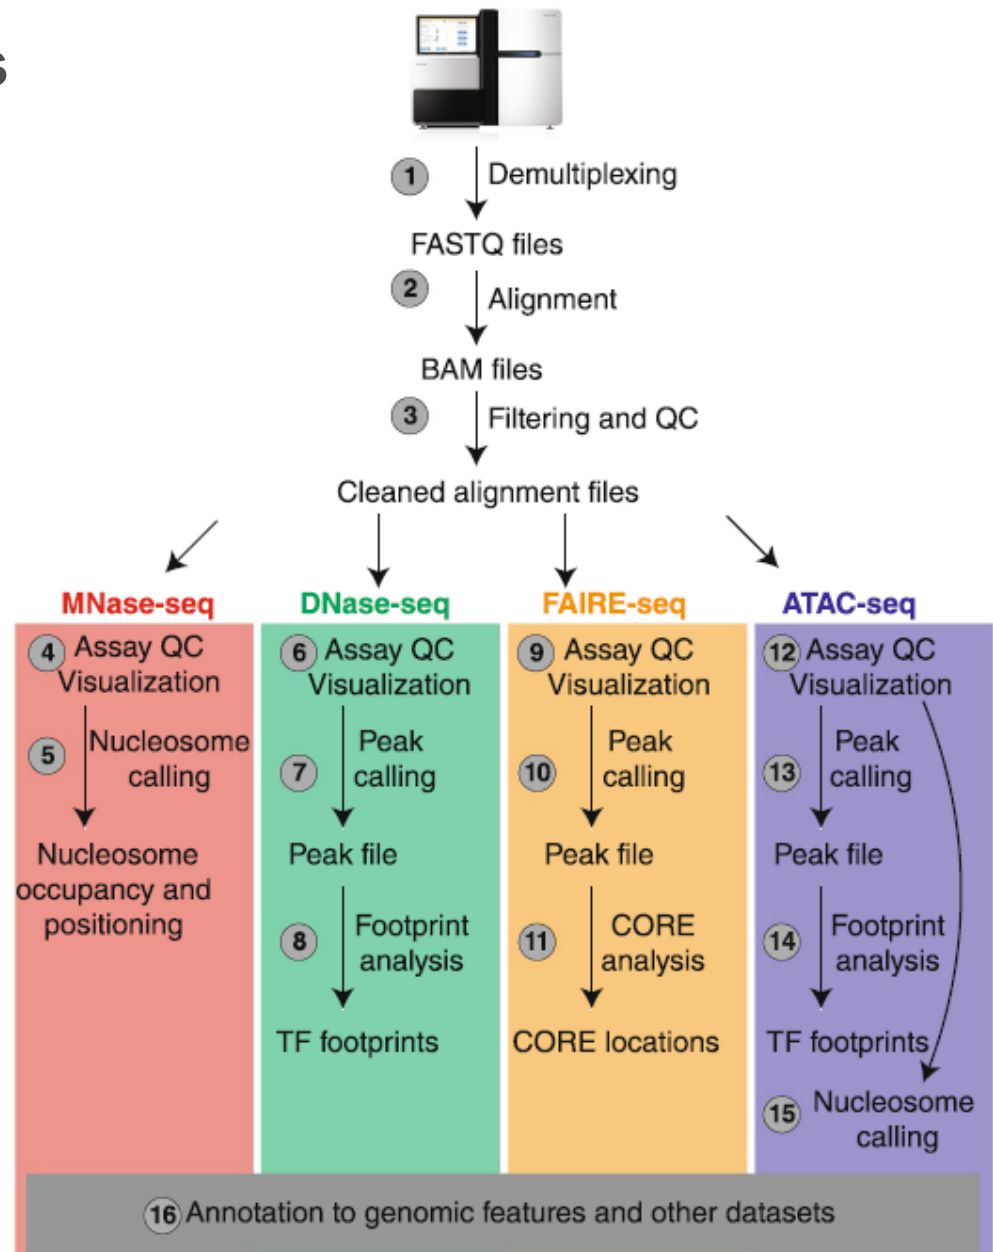 s
1 Demultiplexing
FASTQ files
2 Alignment
BAM files
3 Filtering and QC
Cleaned alignment files
MNase-seq
4 Assay QC
Visualization
5 Nucleosome
calling
Nucleosome
occupancy and
positioning
DNase-seq
6 Assay QC
Visualization
7 Peak
calling
Peak file
8 Footprint
analysis
TF footprints
FAIRE-seq
9 Assay QC
Visualization
10 Peak
calling
Peak file
11 CORE
analysis
CORE locations
ATAC-seq
12 Assay QC
Visualization
13 Peak
calling
Peak file
14 Footprint
analysis
TF footprints
15 Nucleosome
calling
16 Annotation to genomic features and other datasets